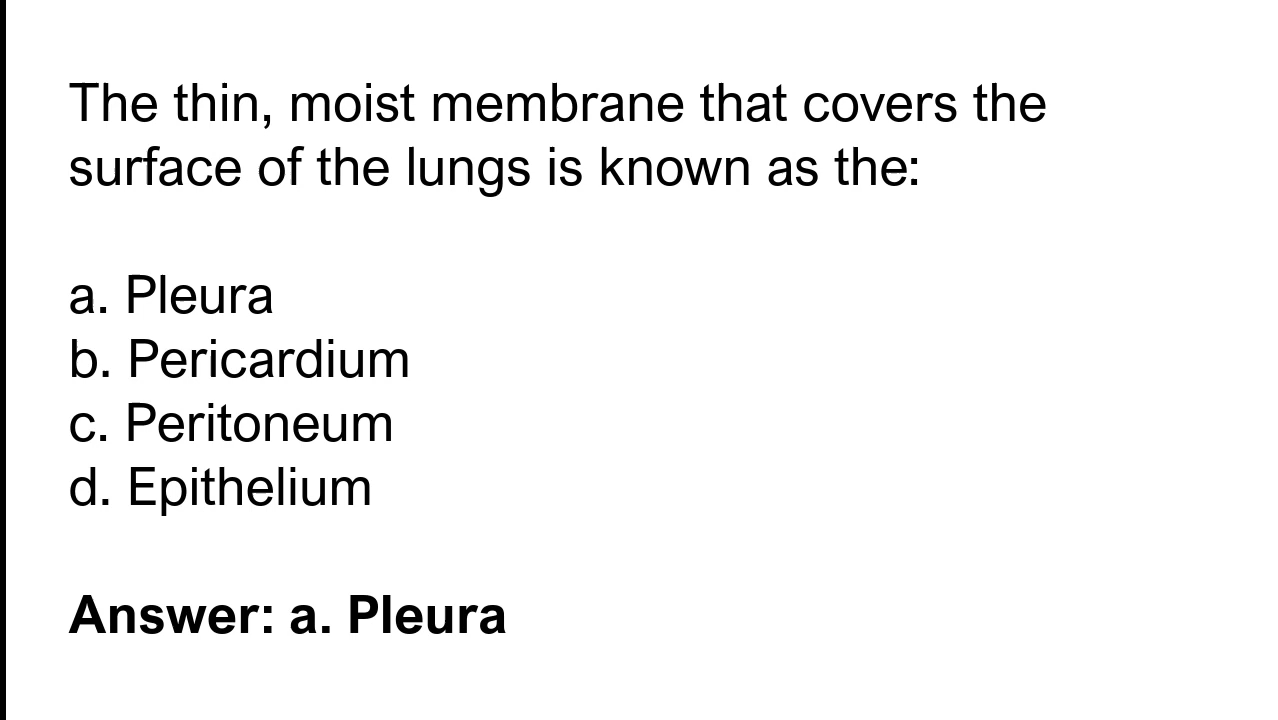 The thin, moist membrane that covers the
surface of the lungs is known as the:
a. Pleura
b. Pericardium
c. Peritoneum
d. Epithelium
Answer: a. Pleura